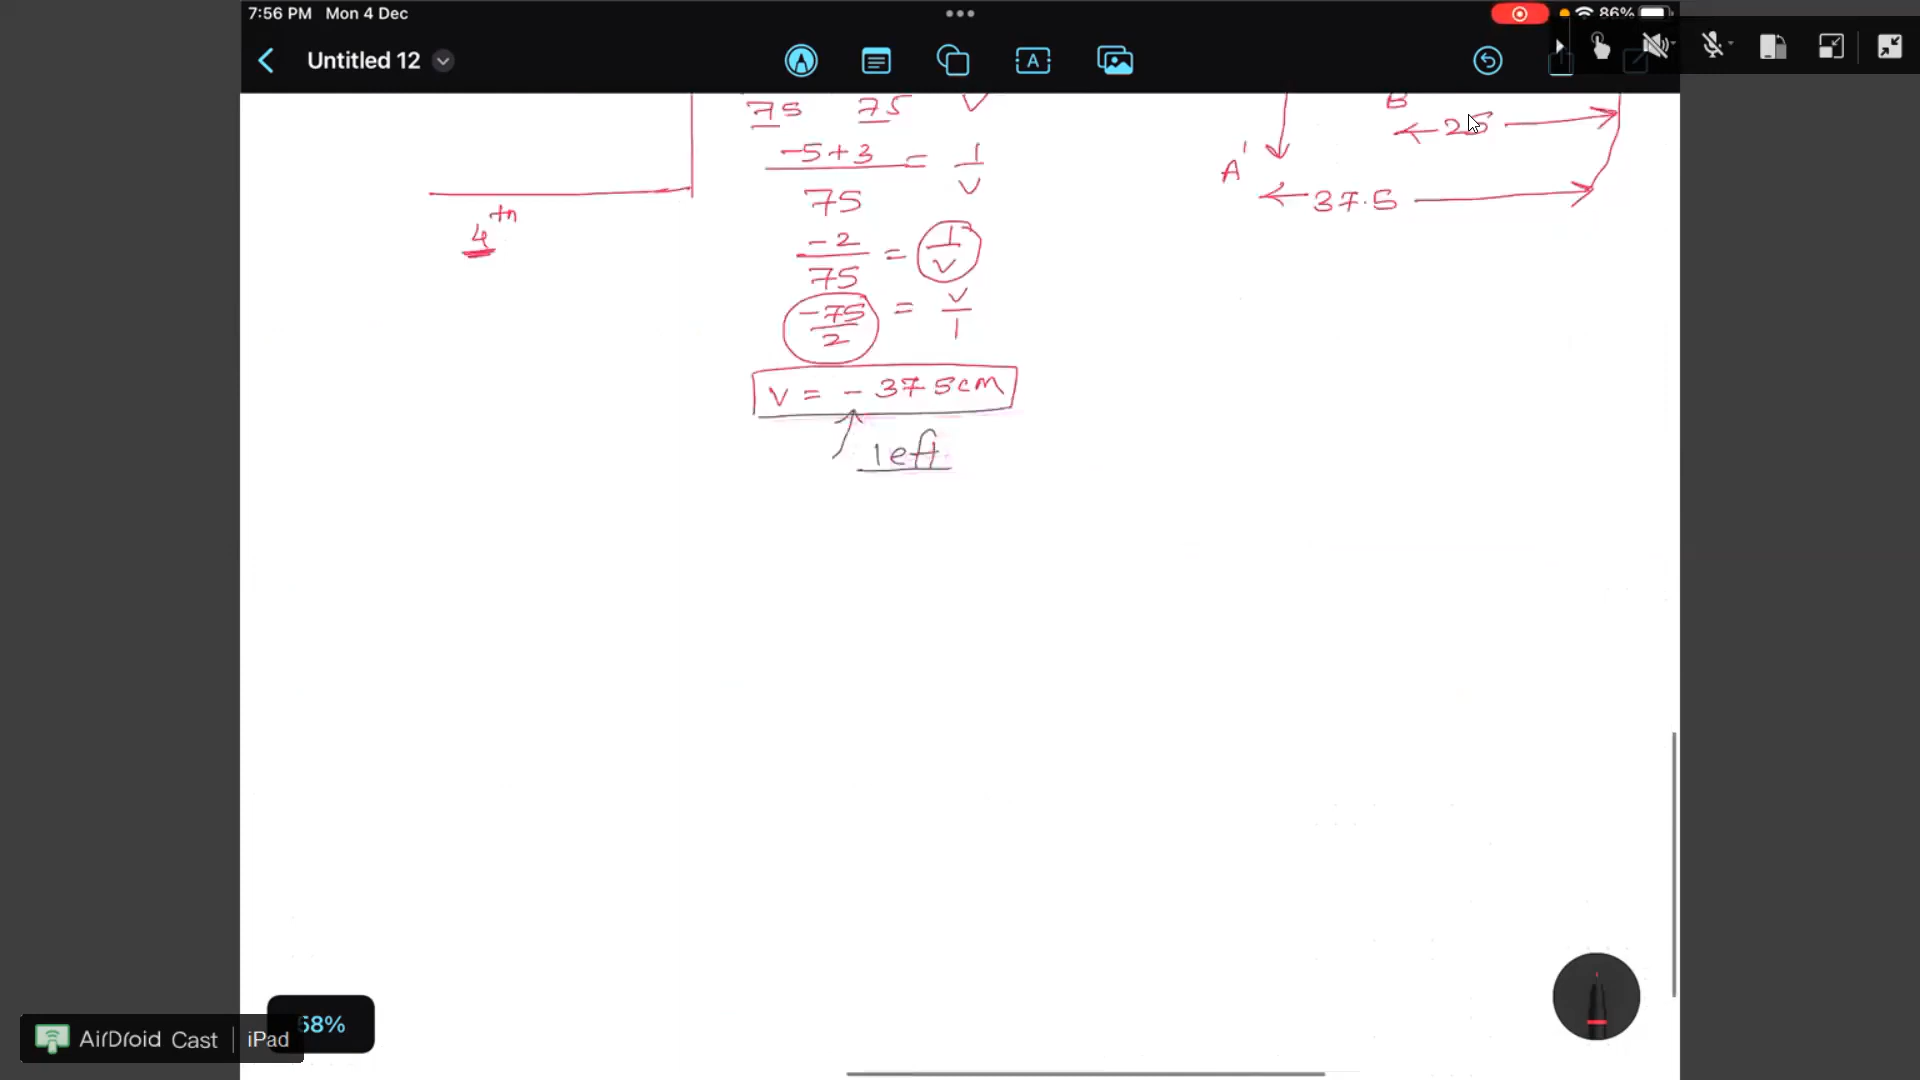 7:56 PM Mon 4 Dec
86%
Untitled 12
A
75 75 V
-5+3 = 1
75 V
-2 = 1
75 V
-75 = V
2 1
V = - 37 5cm
left
4th
B
25
A'
37.5
58%
AirDroid Cast | iPad